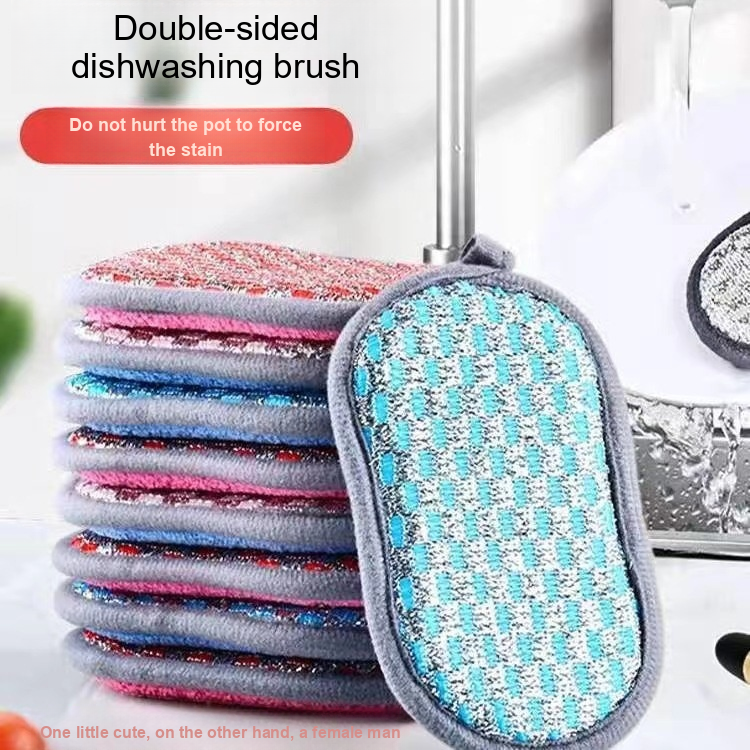 Double-sided
dishwashing brush
Do not hurt the pot to force
the stain
One little cute, on the other hand, a female man